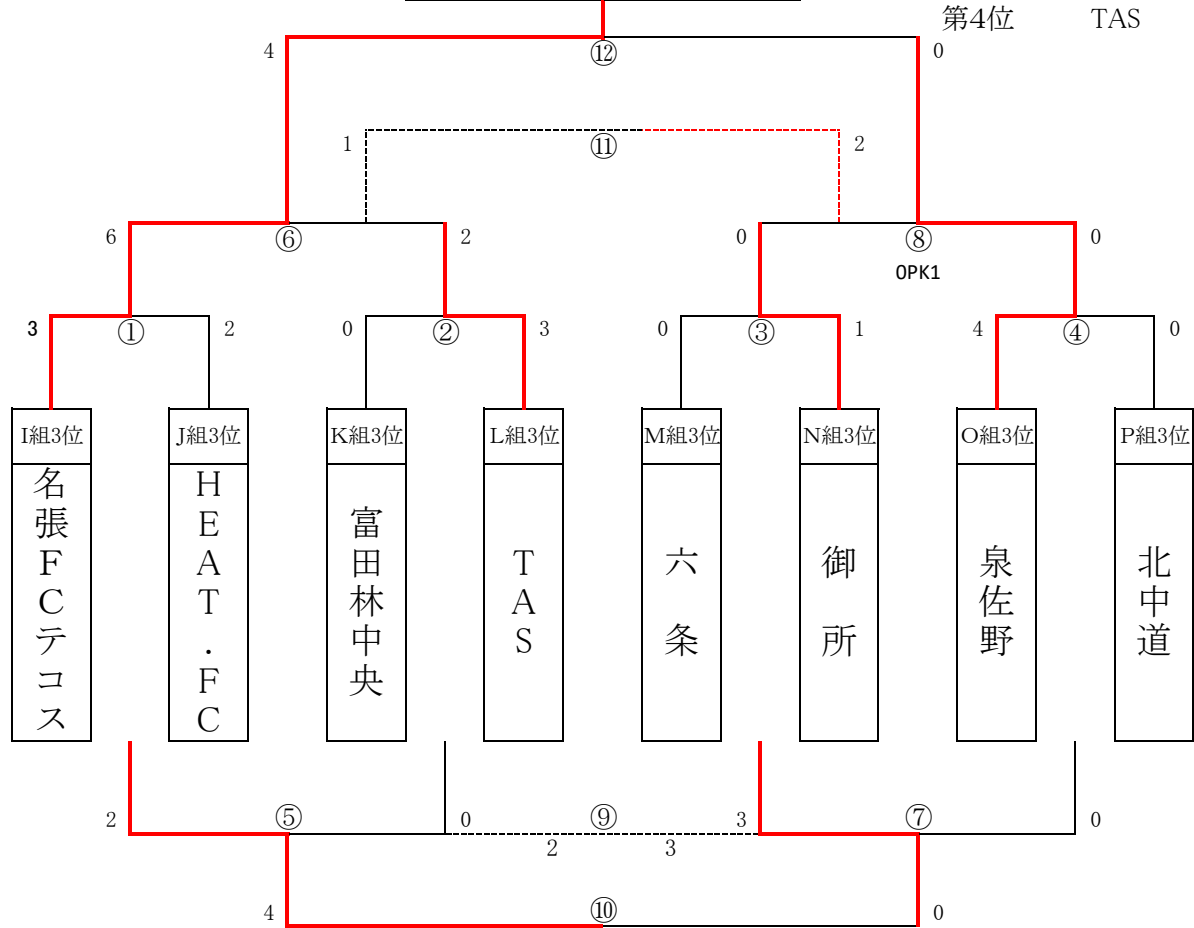 第4位 TAS
4 ⑫ 0
1 ⑪ 2
6 ⑥ 2 0 ⑧ 0
0PK1
3 ① 2 0 ② 3 0 ③ 1 4 ④ 0
I組3位 J組3位 K組3位 L組3位 M組3位 N組3位 O組3位 P組3位
名張FCテコス
HEAT.FC
富田林中央
TAS
六条
御所
泉佐野
北中道
2 ⑤ 0 ⑨ 3 ⑦ 0
2 3
4 ⑩ 0